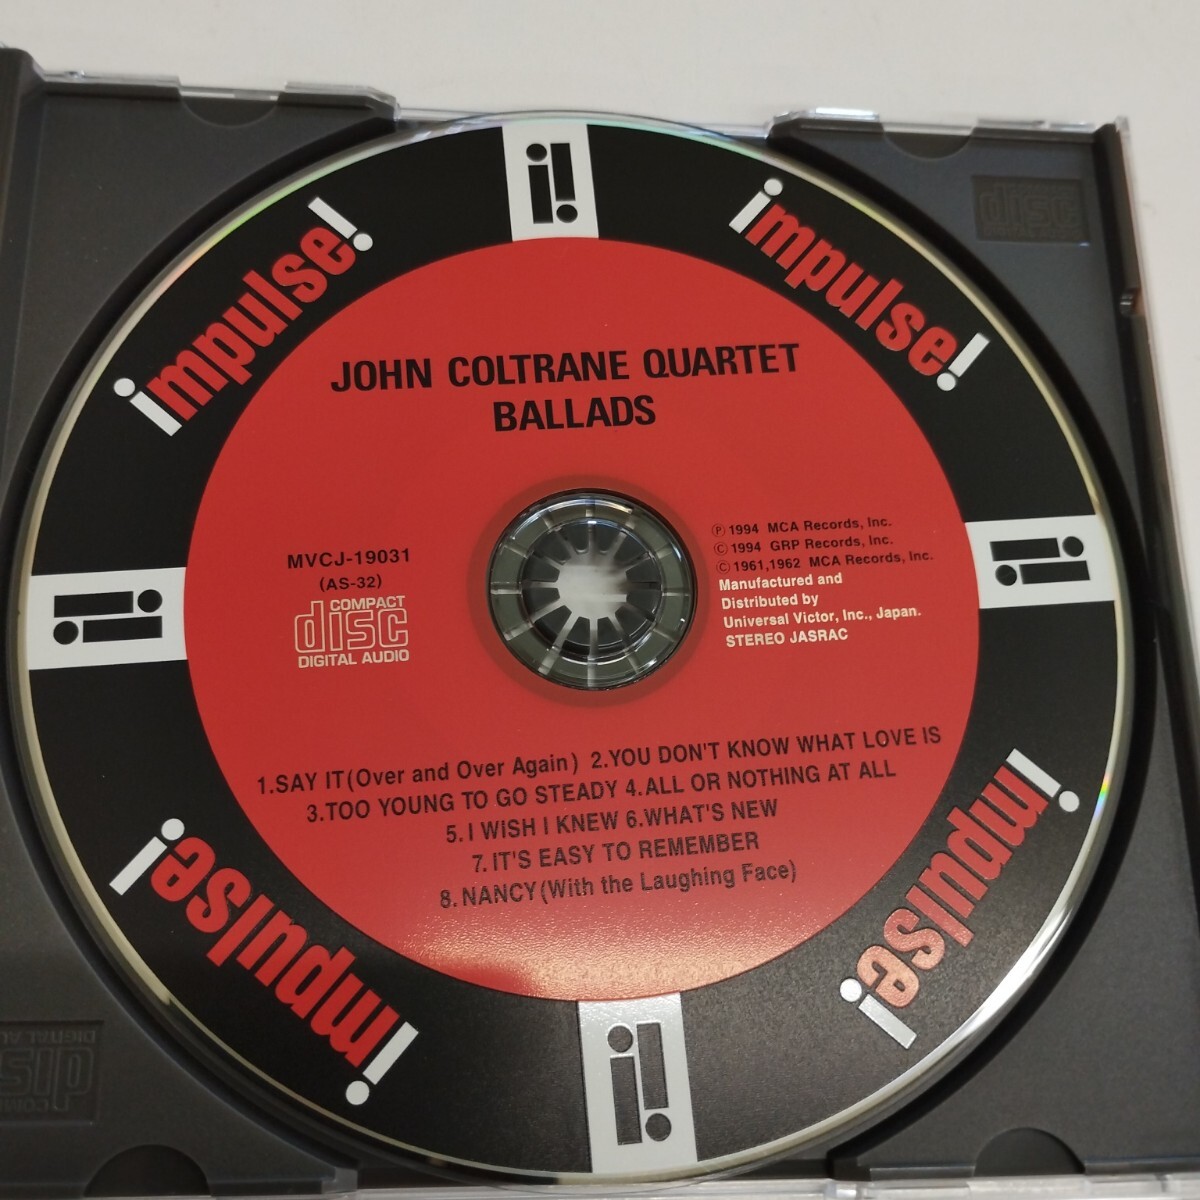 impulse!
impulse!
JOHN COLTRANE QUARTET
BALLADS
MVCJ-19031
(AS-32)
COMPACT
disc
DIGITAL AUDIO
Ⓟ 1994 MCA Records, Inc.
Ⓒ 1994 GRP Records, Inc.
Ⓒ 1961,1962 MCA Records, Inc.
Manufactured and
Distributed by
Universal Victor, Inc., Japan.
STEREO JASRAC
1.SAY IT(Over and Over Again) 2.YOU DON'T KNOW WHAT LOVE IS
3.TOO YOUNG TO GO STEADY 4.ALL OR NOTHING AT ALL
5.I WISH I KNEW 6.WHAT'S NEW
7.IT'S EASY TO REMEMBER
8.NANCY(With the Laughing Face)
impulse!
impulse!
disc